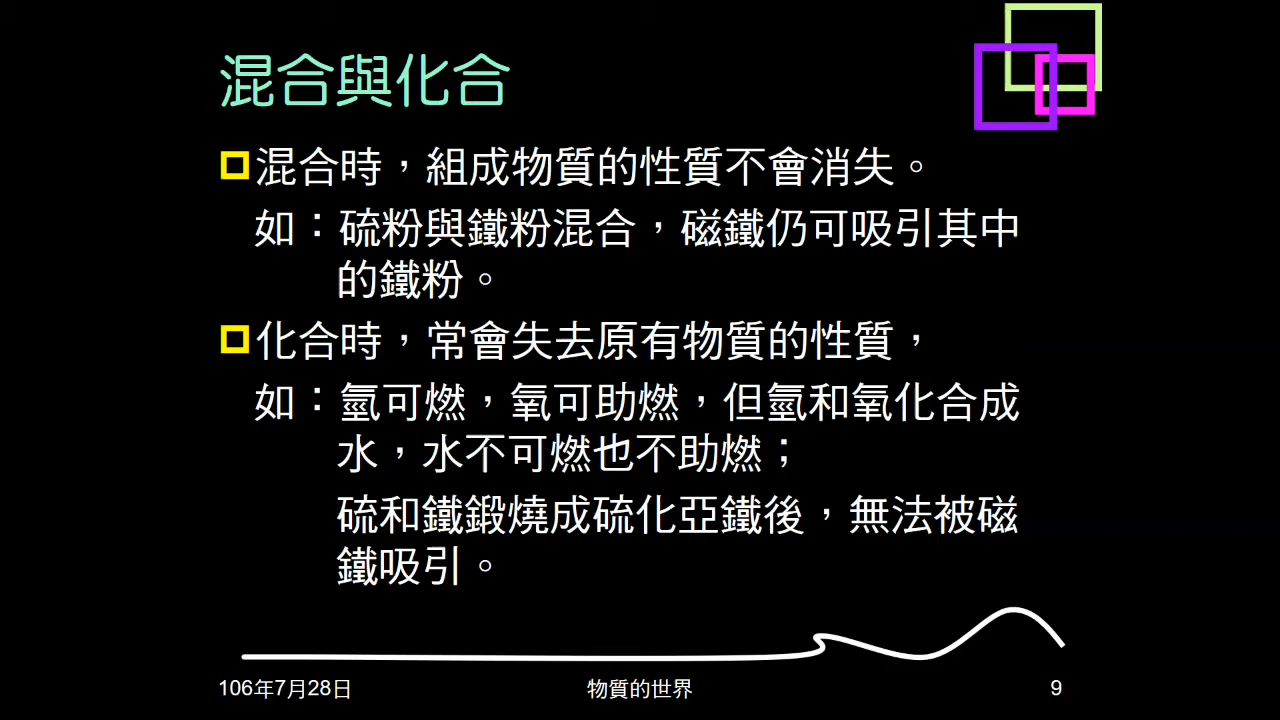 混合與化合
混合時，組成物質的性質不會消失。
如：硫粉與鐵粉混合，磁鐵仍可吸引其中
的鐵粉。
化合時，常會失去原有物質的性質，
如：氫可燃，氧可助燃，但氫和氧化合成
水，水不可燃也不助燃；
硫和鐵鍛燒成硫化亞鐵後，無法被磁
鐵吸引。
106年7月28日
物質的世界
9